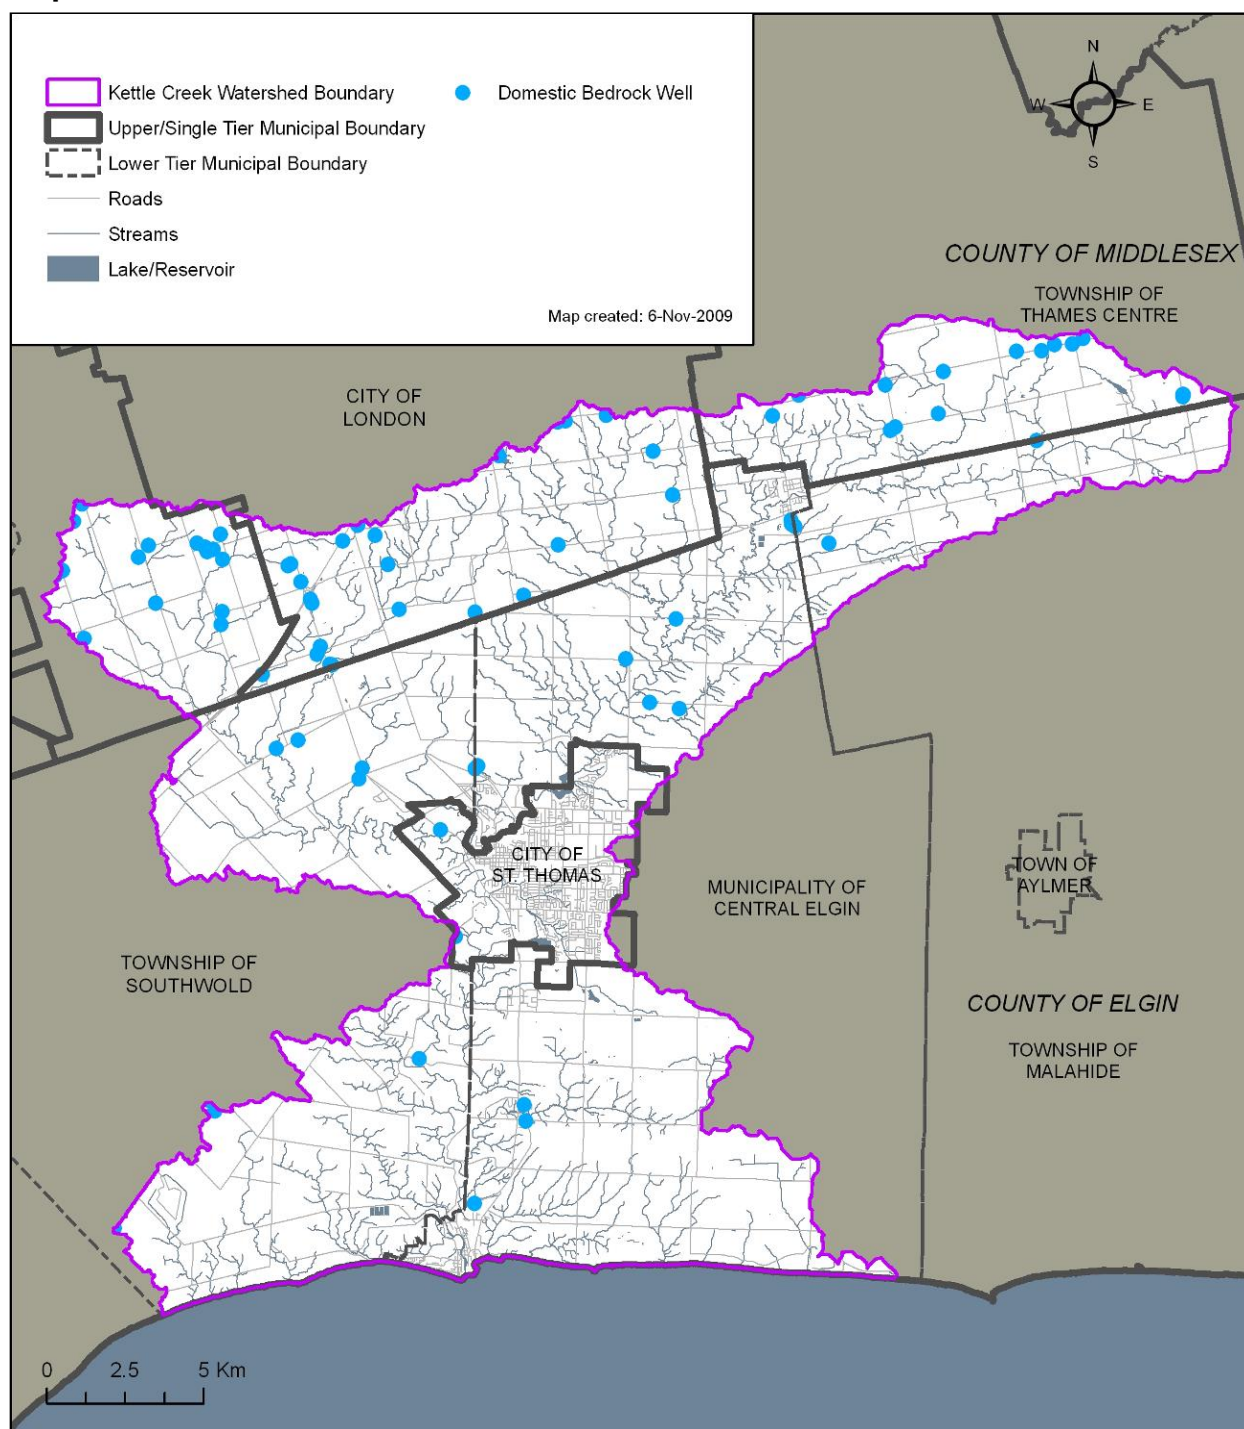 Kettle Creek Watershed Boundary
Domestic Bedrock Well
Upper/Single Tier Municipal Boundary
Lower Tier Municipal Boundary
Roads
Streams
Lake/Reservoir
Map created: 6-Nov-2009
N
W
E
S
COUNTY OF MIDDLESEX
TOWNSHIP OF
THAMES CENTRE
CITY OF
LONDON
CITY OF
ST. THOMAS
MUNICIPALITY OF
CENTRAL ELGIN
TOWN OF
AYLMER
TOWNSHIP OF
SOUTHWOLD
COUNTY OF ELGIN
TOWNSHIP OF
MALAHIDE
0 2.5 5 Km